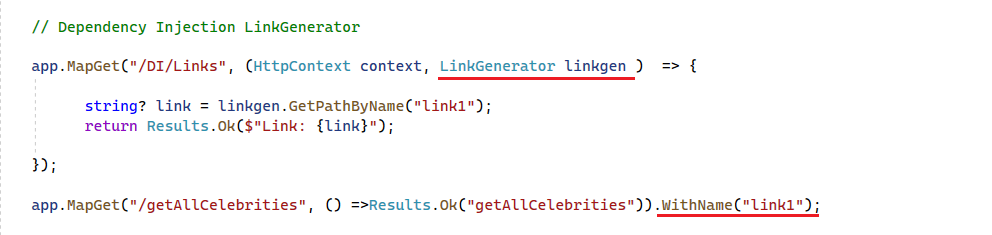 // Dependency Injection LinkGenerator
app.MapGet("/DI/Links", (HttpContext context, LinkGenerator linkgen )  => {
string? link = linkgen.GetPathByName("link1");
return Results.Ok($"Link: {link}");
});
app.MapGet("/getAllCelebrities", () =>Results.Ok("getAllCelebrities")).WithName("link1");